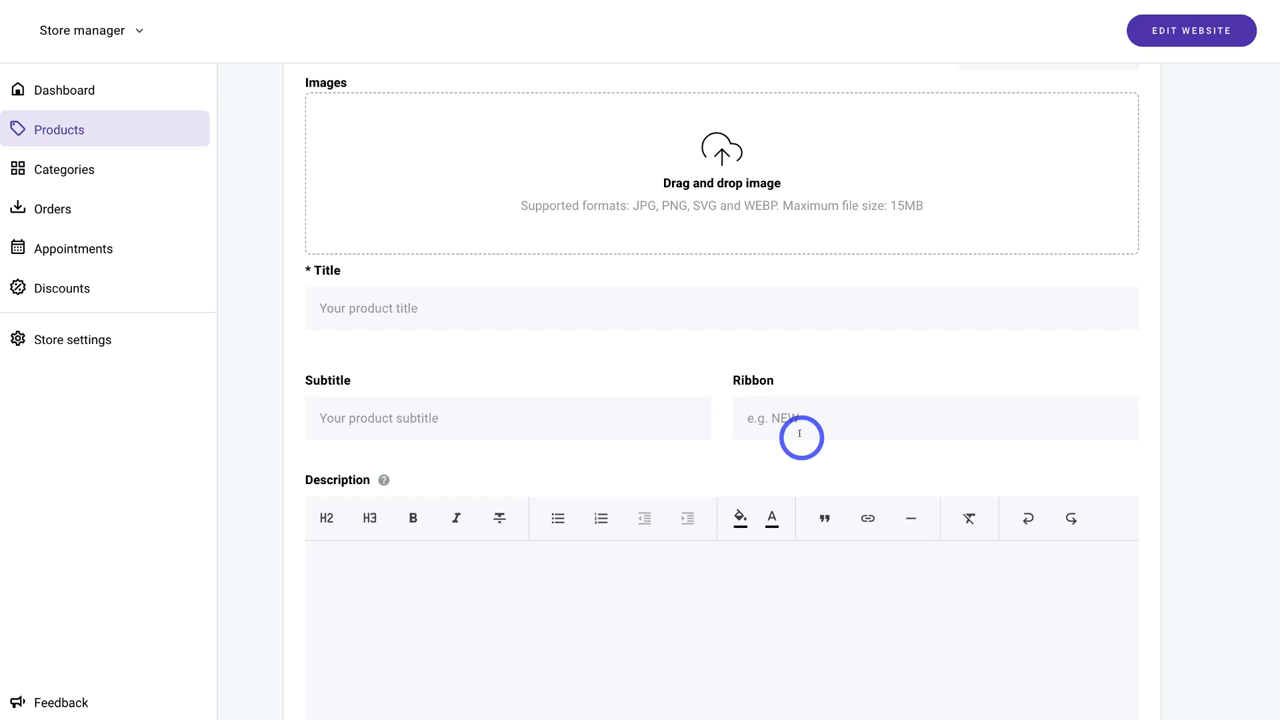 Store manager
EDIT WEBSITE
Dashboard
Products
Categories
Orders
Appointments
Discounts
Store settings
Feedback
Images
Drag and drop image
Supported formats: JPG, PNG, SVG and WEBP. Maximum file size: 15MB
* Title
Your product title
Subtitle
Ribbon
Your product subtitle
e.g. NEW
Description ?
H2 H3 B I A